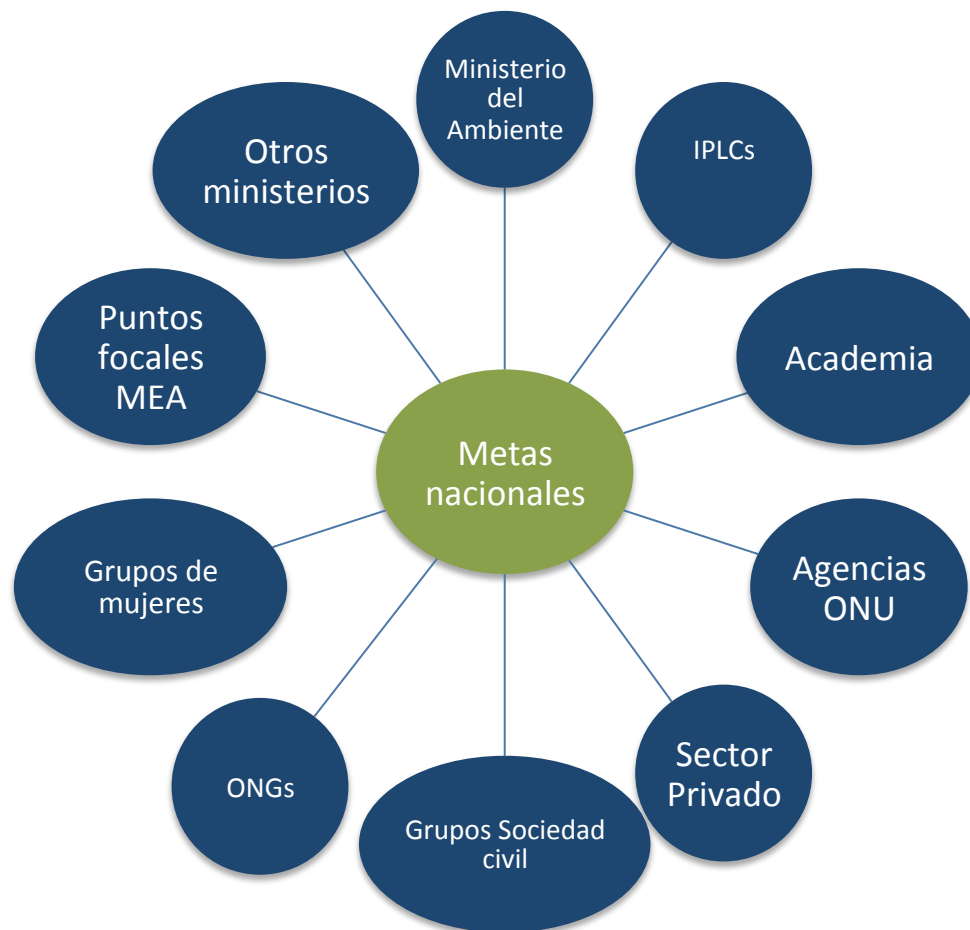 Ministerio
del
Ambiente
IPLCs
Academia
Agencias
ONU
Sector
Privado
Grupos Sociedad
civil
ONGs
Grupos de
mujeres
Puntos
focales
MEA
Otros
ministerios
Metas
nacionales